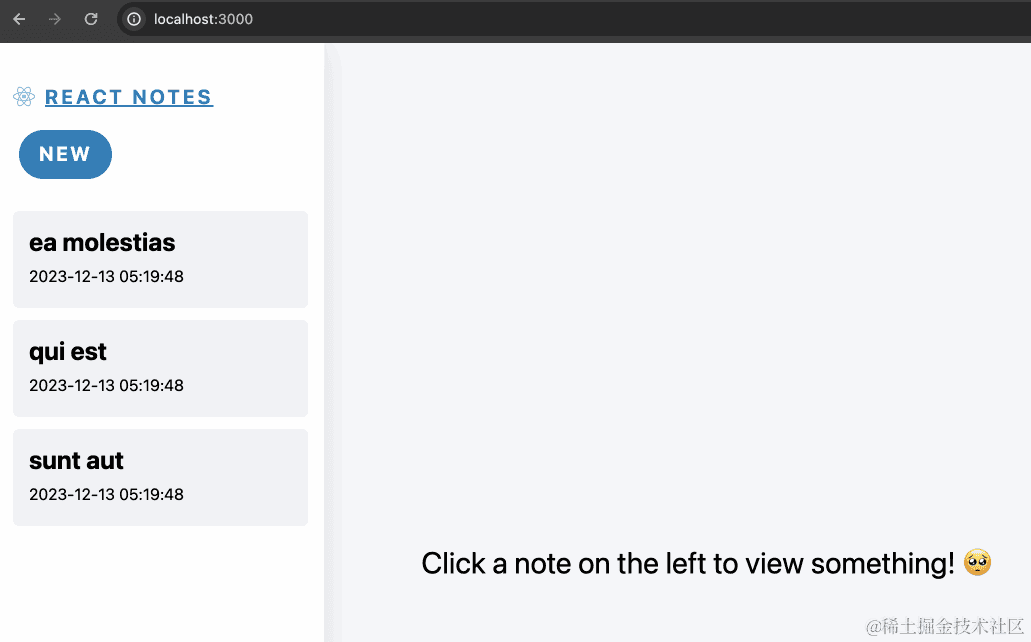 localhost:3000
REACT NOTES
NEW
ea molestias
2023-12-13 05:19:48
qui est
2023-12-13 05:19:48
sunt aut
2023-12-13 05:19:48
Click a note on the left to view something! 🥺
@稀土掘金技术社区